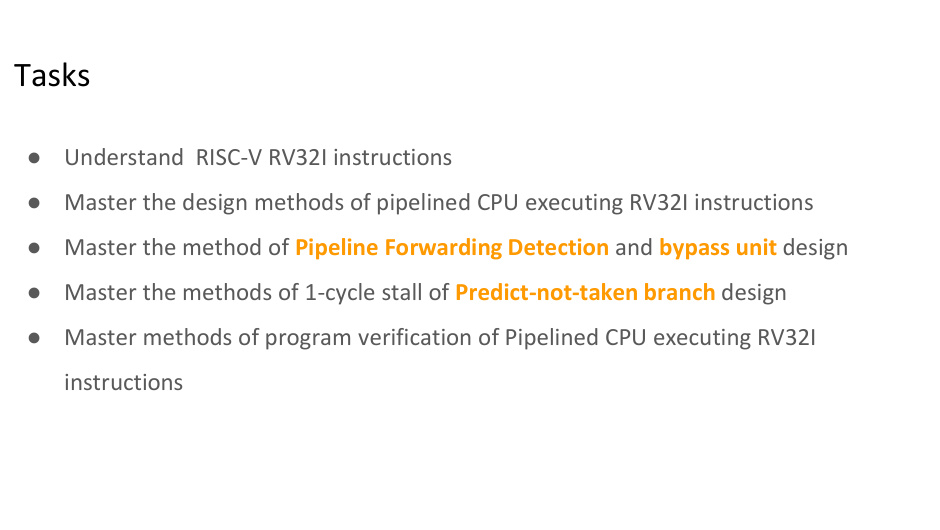 Tasks
● Understand  RISC-V RV32I instructions
● Master the design methods of pipelined CPU executing RV32I instructions
● Master the method of Pipeline Forwarding Detection and bypass unit design
● Master the methods of 1-cycle stall of Predict-not-taken branch design
● Master methods of program verification of Pipelined CPU executing RV32I
instructions